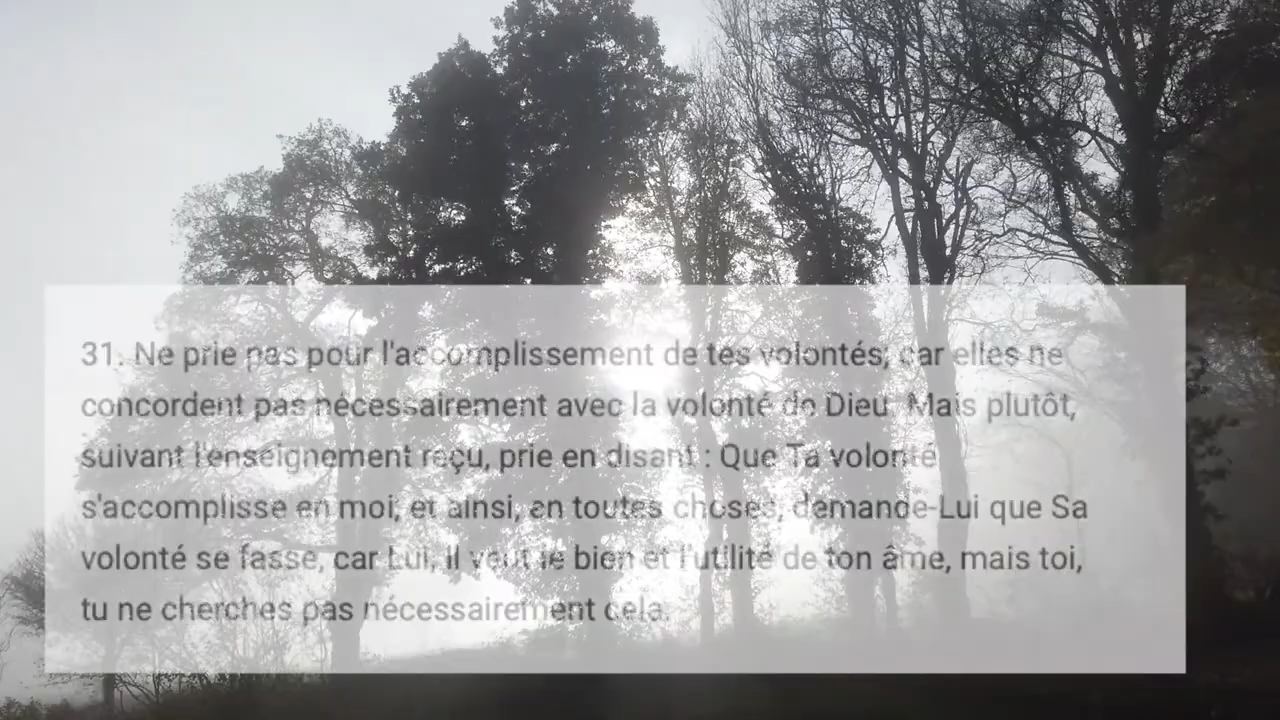 31. Ne prie pas pour l'accomplissement de tes volontés; car elles ne
concordent pas nécessairement avec la volonté de Dieu. Mais plutôt,
suivant l'enseignement reçu, prie en disant : Que Ta volonté
s'accomplisse en moi; et ainsi, en toutes choses, demande-Lui que Sa
volonté se fasse, car Lui, il veut le bien et l'utilité de ton âme, mais toi,
tu ne cherches pas nécessairement cela.